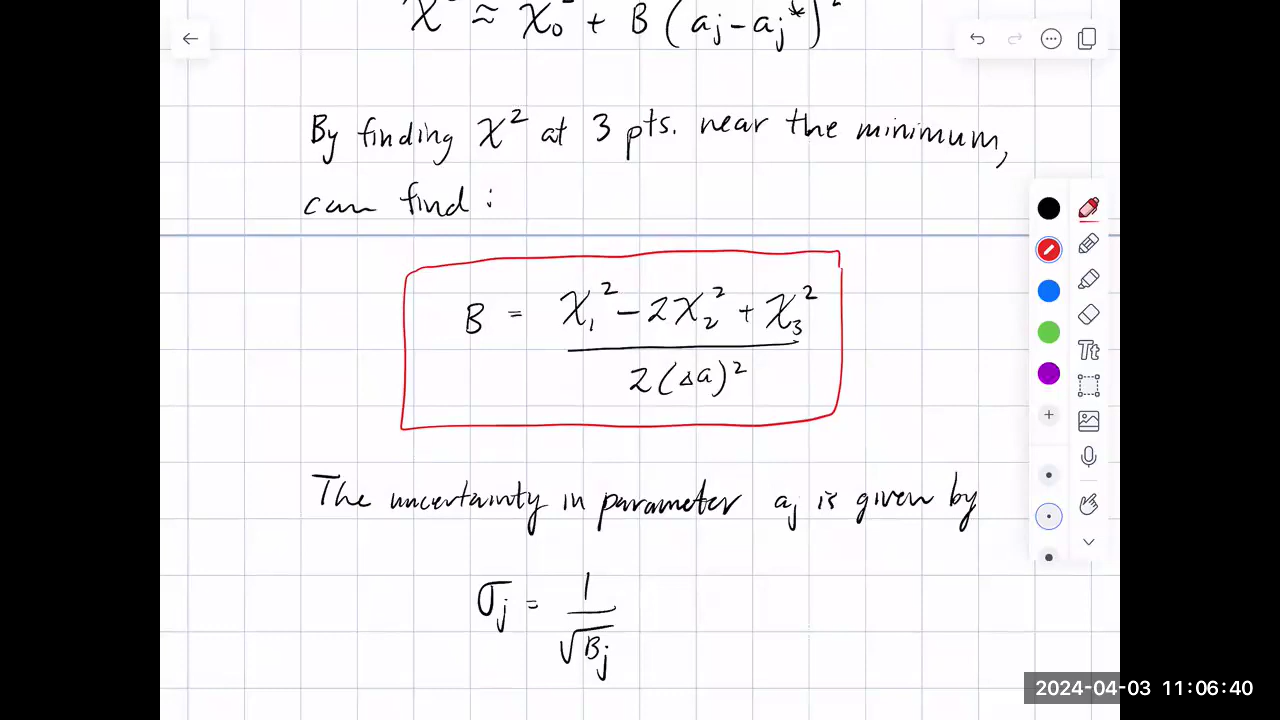 χ² ≈ χ₀² + B (aⱼ - aⱼ*)²
By finding χ² at 3 pts. near the minimum,
can find :
B = (χ₁² - 2χ₂² + χ₃²) / 2(Δa)²
The uncertainty in parameter aⱼ is given by
σⱼ = 1 / √Bⱼ
Tt
2024-04-03 11:06:40